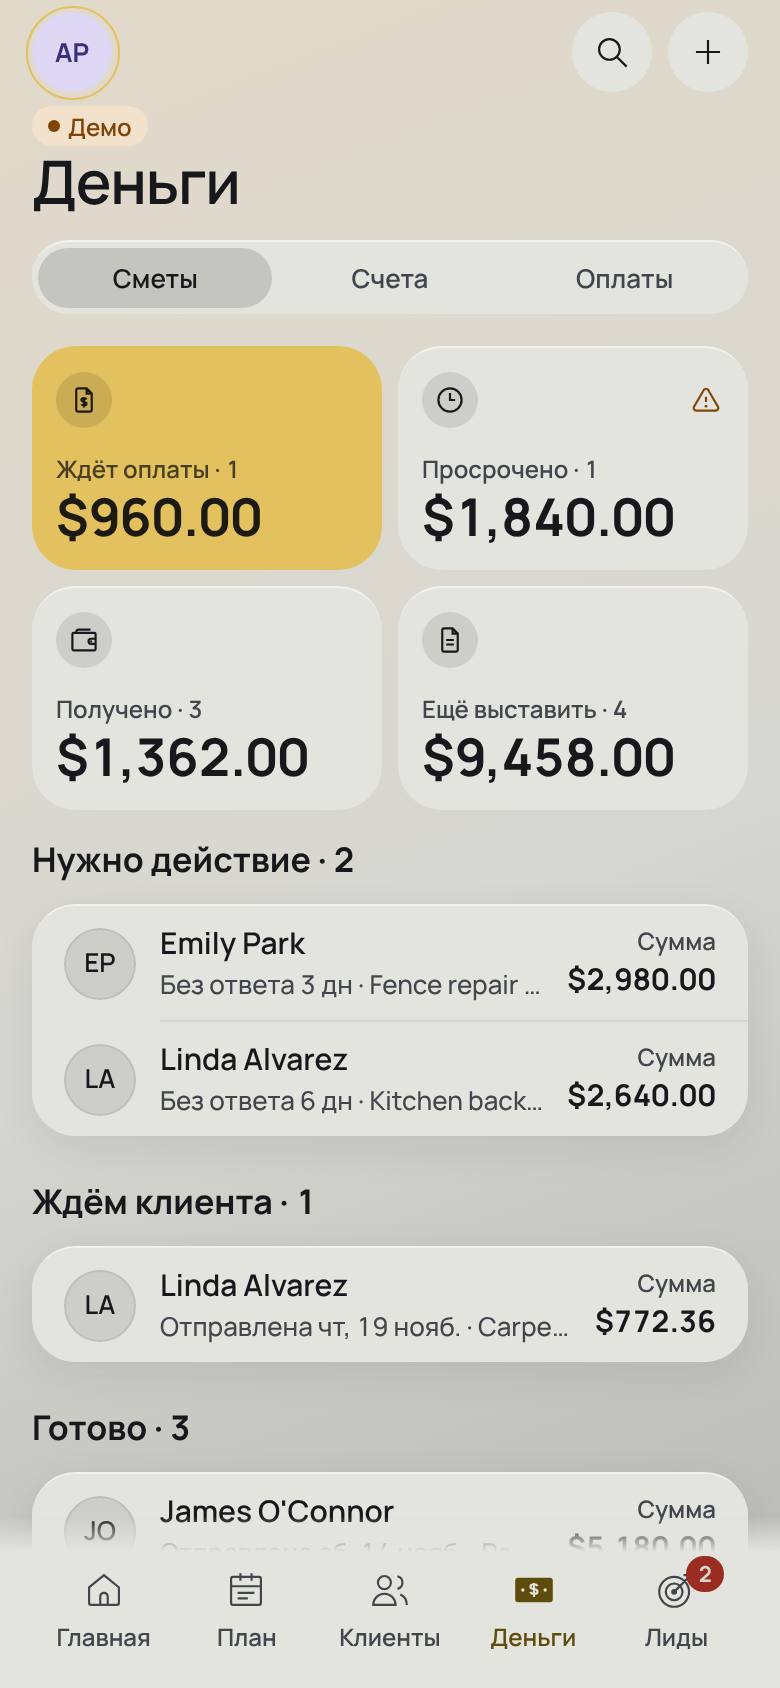 AP
Демо
Деньги
Сметы Счета Оплаты
Ждёт оплаты · 1
$960.00
Просрочено · 1
$1,840.00
Получено · 3
$1,362.00
Ещё выставить · 4
$9,458.00
Нужно действие · 2
EP
Emily Park
Без ответа 3 дн · Fence repair ...
Сумма
$2,980.00
LA
Linda Alvarez
Без ответа 6 дн · Kitchen back...
Сумма
$2,640.00
Ждём клиента · 1
LA
Linda Alvarez
Отправлена чт, 19 нояб. · Carpe...
Сумма
$772.36
Готово · 3
JO
James O'Connor
Сумма
$5,180.00
Главная План Клиенты Деньги Лиды
2